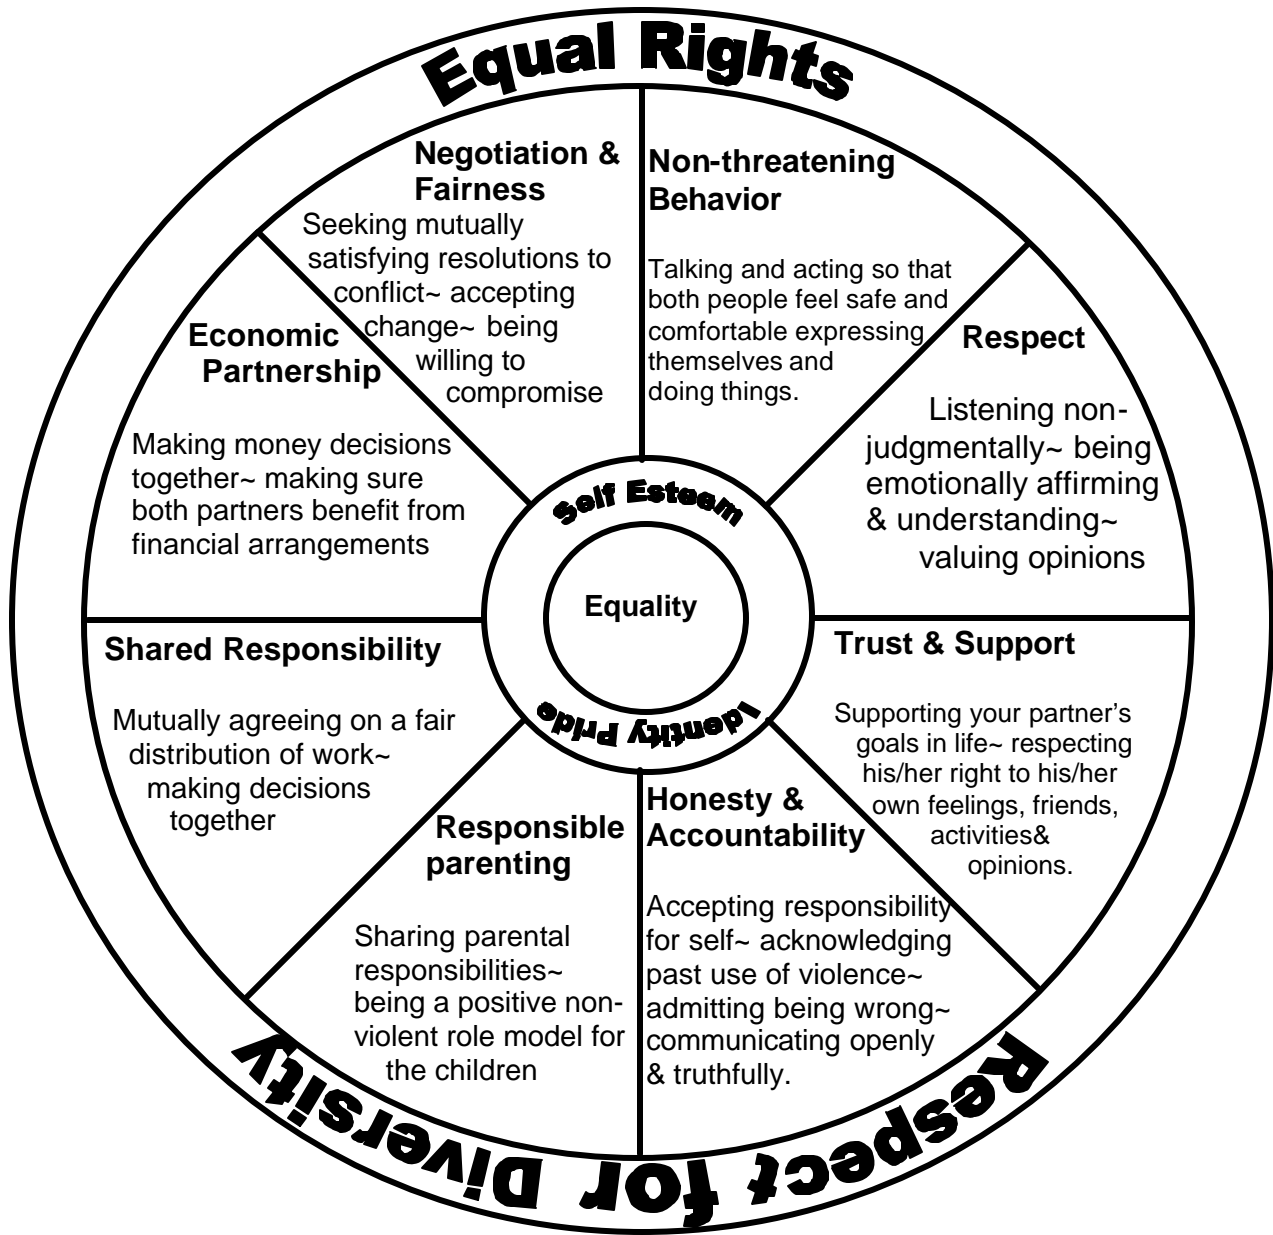 Equal Rights
Negotiation &
Fairness
Seeking mutually
satisfying resolutions to
conflict~ accepting
change~ being
willing to
compromise
Non-threatening
Behavior
Talking and acting so that
both people feel safe and
comfortable expressing
themselves and
doing things.
Respect
Listening non-
judgmentally~ being
emotionally affirming
& understanding~
valuing opinions
Trust & Support
Supporting your partner's
goals in life~ respecting
his/her right to his/her
own feelings, friends,
activities&
opinions.
Honesty &
Accountability
Accepting responsibility
for self~ acknowledging
past use of violence~
admitting being wrong~
communicating openly
& truthfully.
Responsible
parenting
Sharing parental
responsibilities~
being a positive non-
violent role model for
the children
Shared Responsibility
Mutually agreeing on a fair
distribution of work~
making decisions
together
Economic
Partnership
Making money decisions
together~ making sure
both partners benefit from
financial arrangements
Self Esteem
Equality
Identity Pride
Respect for Diversity